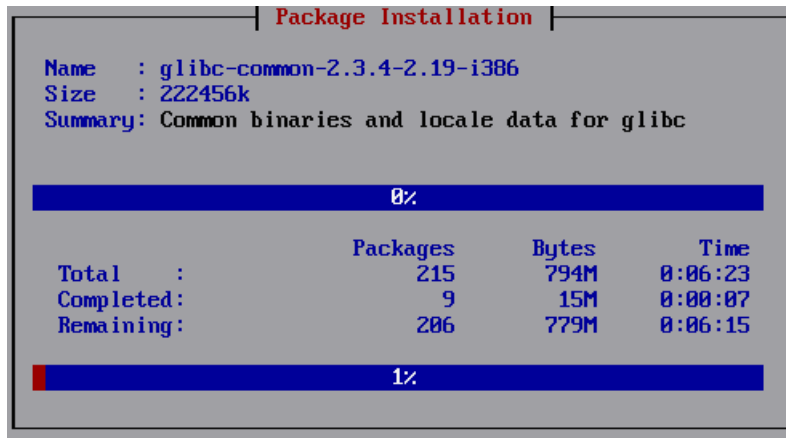 Package Installation
Name   : glibc-common-2.3.4-2.19-i386
Size   : 222456k
Summary: Common binaries and locale data for glibc
0%
Packages Bytes Time
Total    : 215 794M 0:06:23
Completed: 9 15M 0:00:07
Remaining: 206 779M 0:06:15
1%